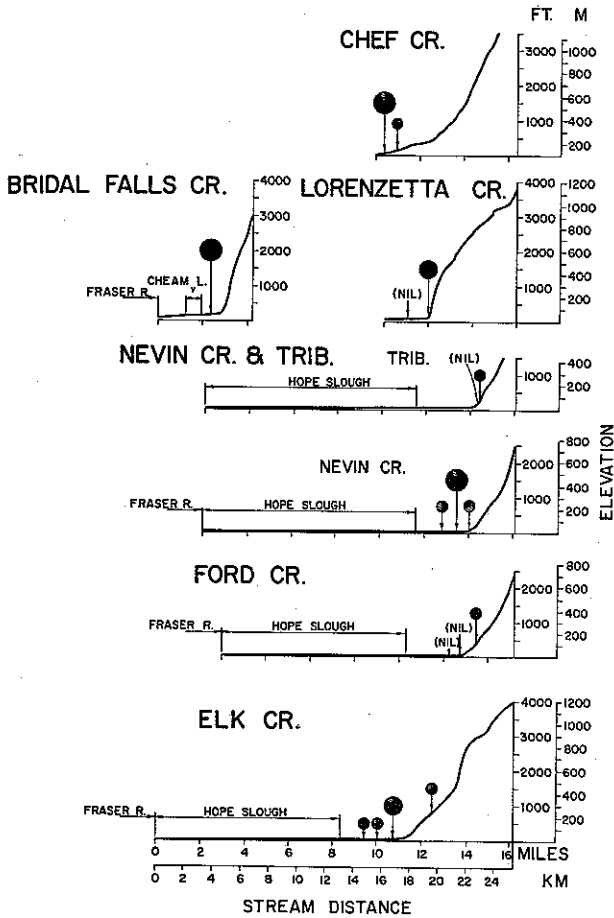 FT. M
CHEF CR.
3000 1000
800
2000 600
400
1000
200
BRIDAL FALLS CR.
4000
3000
2000
1000
CHEAM L.
FRASER R.
LORENZETTA CR.
4000 1200
1000
3000
800
2000 600
400
1000
200
(NIL)
NEVIN CR. & TRIB.
TRIB. (NIL)
HOPE SLOUGH
400
1000
200
ELEVATION
NEVIN CR.
800
2000 600
400
1000
200
FRASER R. HOPE SLOUGH
FORD CR.
800
2000
600
400
1000
200
FRASER R. HOPE SLOUGH
(NIL)
(NIL)
ELK CR.
4000 1200
1000
3000
800
2000 600
400
1000
200
FRASER R. HOPE SLOUGH
0 2 4 6 8 10 12 14 16 MILES
0 2 4 6 8 10 12 14 16 18 20 22 24 KM
STREAM DISTANCE